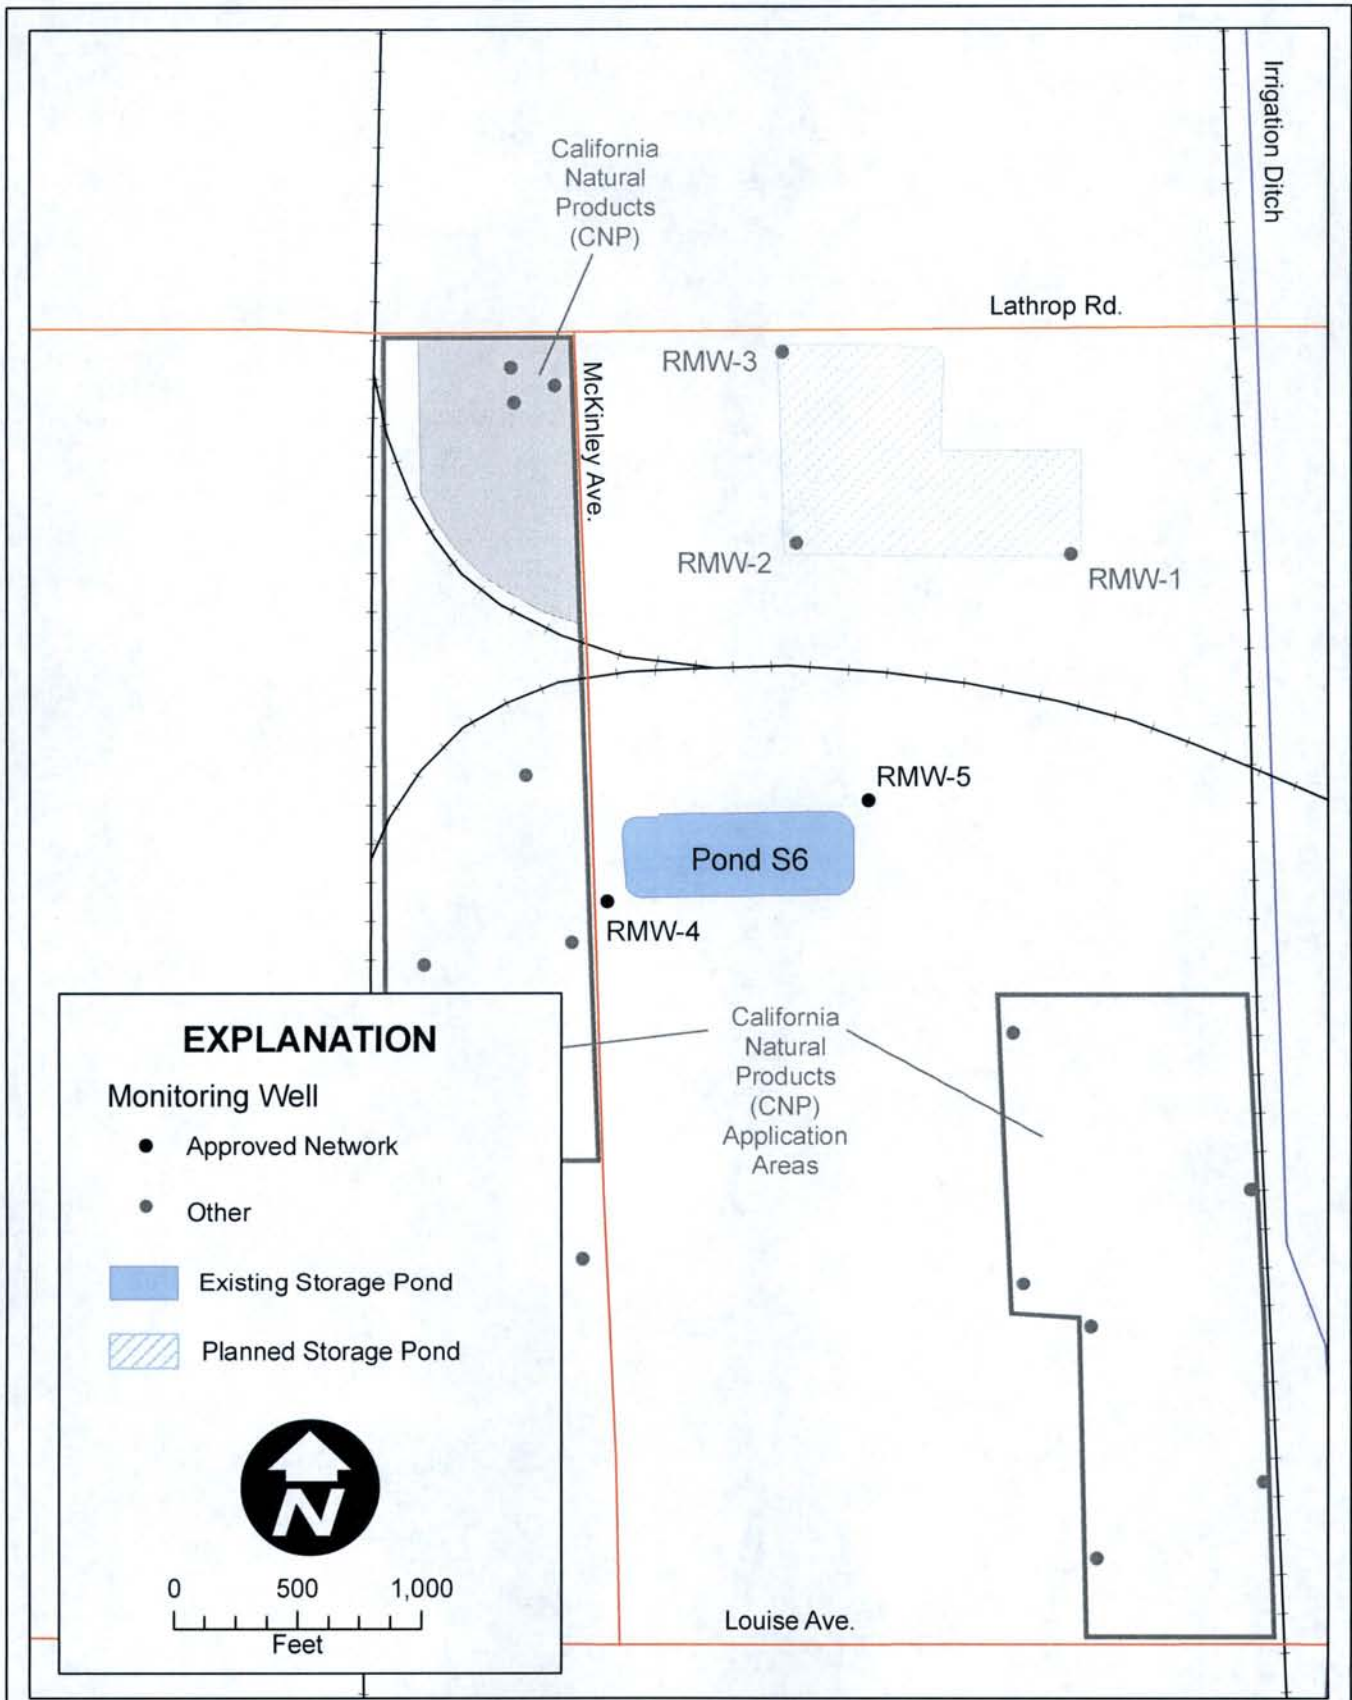 Irrigation Ditch
California
Natural
Products
(CNP)
Lathrop Rd.
RMW-3
McKinley Ave.
RMW-2
RMW-1
RMW-5
Pond S6
RMW-4
California
Natural
Products
(CNP)
Application
Areas
EXPLANATION
Monitoring Well
Approved Network
Other
Existing Storage Pond
Planned Storage Pond
N
0 500 1,000
Feet
Louise Ave.